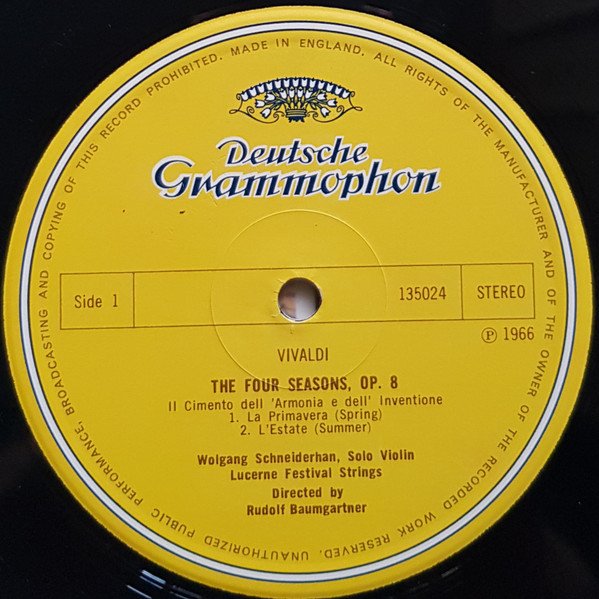 MADE IN ENGLAND. ALL RIGHTS OF THE MANUFACTURER AND OF THE OWNER OF THE RECORDED WORK RESERVED. UNAUTHORIZED PUBLIC PERFORMANCE, BROADCASTING AND COPYING OF THIS RECORD PROHIBITED.
Deutsche
Grammophon
Side 1 135024 STEREO
℗ 1966
VIVALDI
THE FOUR SEASONS, OP. 8
Il Cimento dell 'Armonia e dell' Inventione
1. La Primavera (Spring)
2. L'Estate (Summer)
Wolgang Schneiderhan, Solo Violin
Lucerne Festival Strings
Directed by
Rudolf Baumgartner